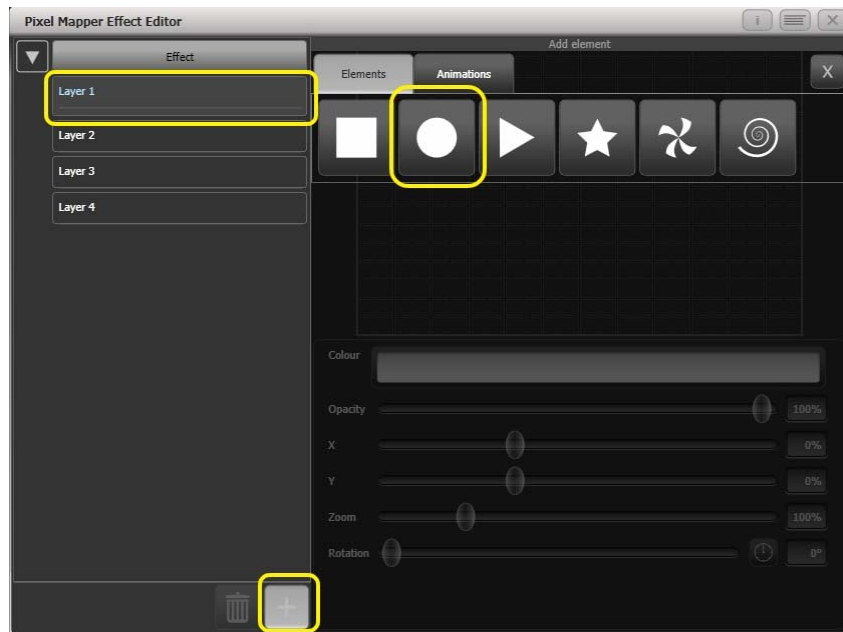 Pixel Mapper Effect Editor
i
X
Effect
Add element
Elements
Animations
X
Layer 1
Layer 2
Layer 3
Layer 4
Colour
Opacity 100%
X 0%
Y 0%
Zoom 100%
Rotation 0°
+